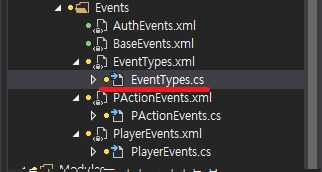 Events
AuthEvents.xml
BaseEvents.xml
EventTypes.xml
EventTypes.cs
PActionEvents.xml
PActionEvents.cs
PlayerEvents.xml
PlayerEvents.cs